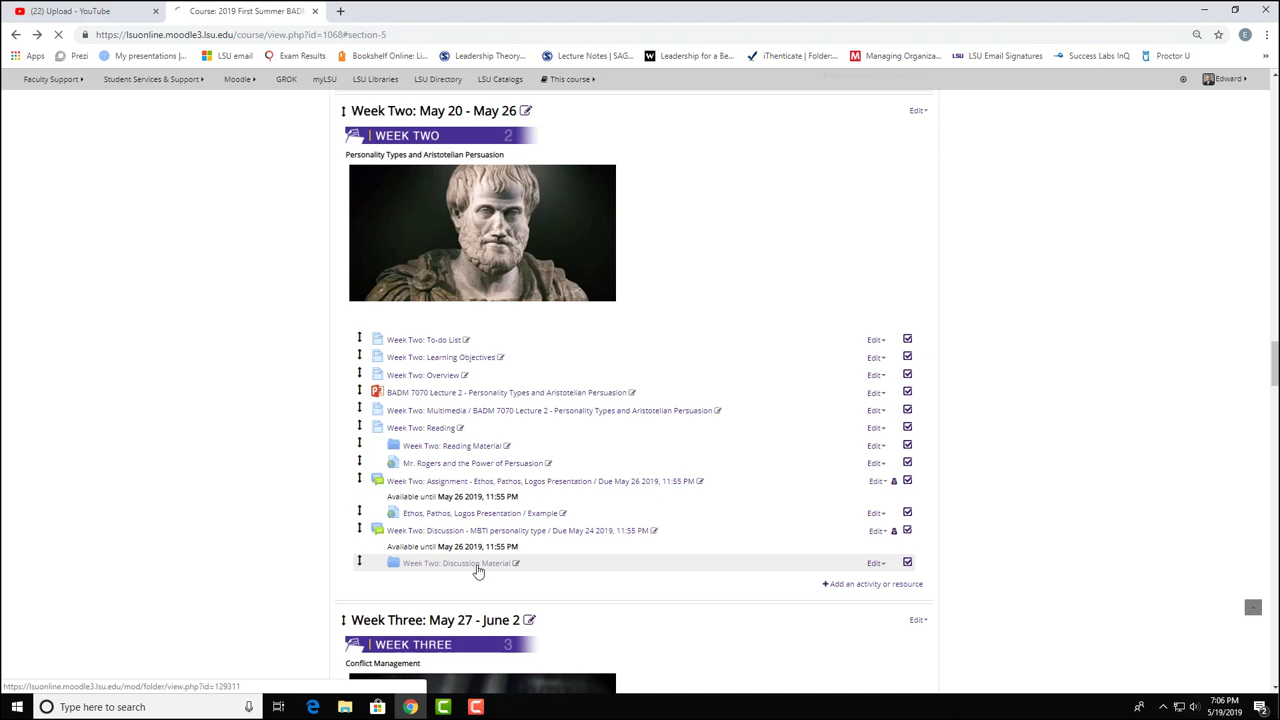 (22) Upload - YouTube
Course: 2019 First Summer BAD
https://lsuonline.moodle3.lsu.edu/course/view.php?id=1068#section-5
E
Apps Prezi My presentations | LSU email Exam Results Bookshelf Online: Li... Leadership Theory... Lecture Notes | SAG... Leadership for a Be... iThenticate | Folder:... Managing Organiza... LSU LSU Email Signatures Success Labs InQ Proctor U
Faculty Support Student Services & Support Moodle GROK myLSU LSU Libraries LSU Directory LSU Catalogs This course Edward
Week Two: May 20 - May 26 Edit
WEEK TWO 2
Personality Types and Aristotelian Persuasion
Week Two: To-do List Edit
Week Two: Learning Objectives Edit
Week Two: Overview Edit
BADM 7070 Lecture 2 - Personality Types and Aristotelian Persuasion Edit
Week Two: Multimedia / BADM 7070 Lecture 2 - Personality Types and Aristotelian Persuasion Edit
Week Two: Reading Edit
Week Two: Reading Material Edit
Mr. Rogers and the Power of Persuasion Edit
Week Two: Assignment - Ethos, Pathos, Logos Presentation / Due May 26 2019, 11:55 PM Edit
Available until May 26 2019, 11:55 PM
Ethos, Pathos, Logos Presentation / Example Edit
Week Two: Discussion - MBTI personality type / Due May 24 2019, 11:55 PM Edit
Available until May 26 2019, 11:55 PM
Week Two: Discussion Material Edit
Add an activity or resource
Week Three: May 27 - June 2 Edit
WEEK THREE 3
Conflict Management
https://lsuonline.moodle3.lsu.edu/mod/folder/view.php?id=129311
Type here to search
7:06 PM
5/19/2019
2